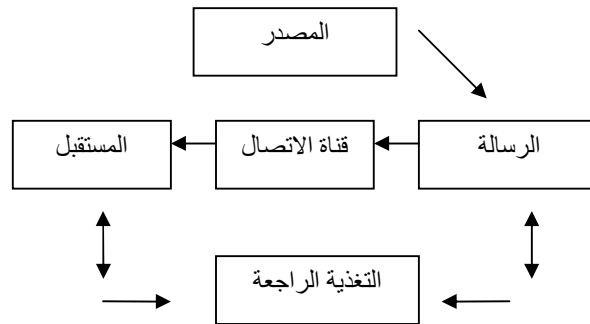 المصدر
الرسالة
قناة الاتصال
المستقبل
التغذية الراجعة